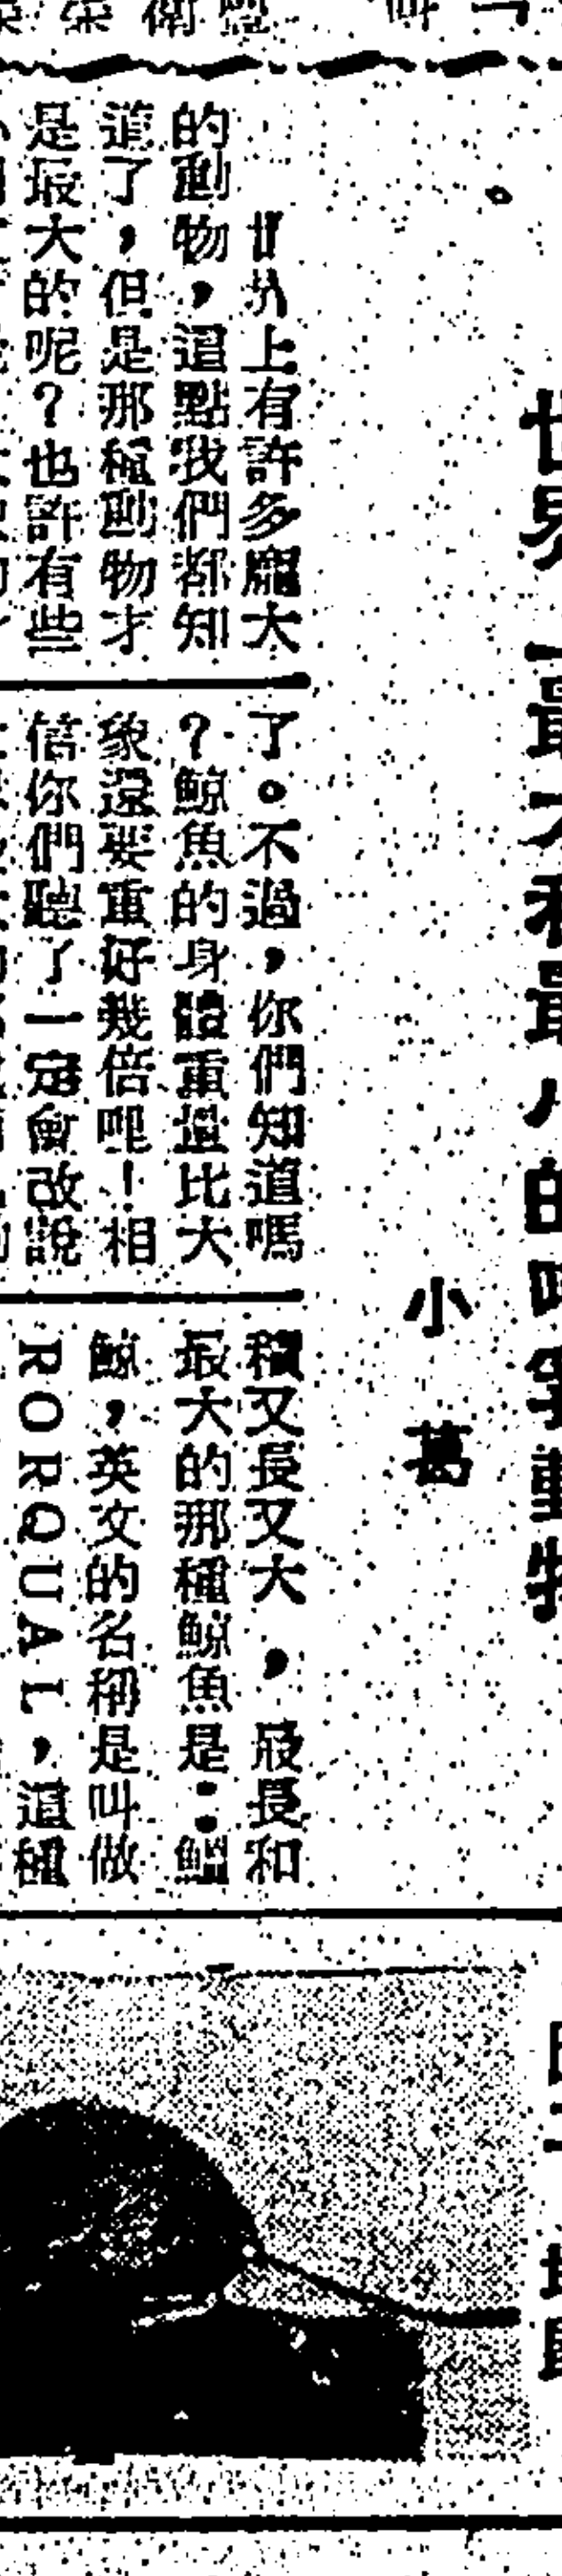 世界上最大和最小的哺乳動物
小葛
世界上有許多龐大
的動物，這點我們都知
道了，但是那種動物才
是最大的呢？也許有些
了。不過，你們知道嗎
？鯨魚的身體重量比大
象還要重好幾倍哩！相
信你們聽了一定會改說
積又長又大，最長和
最大的那種鯨魚是：鰮
鯨，英文的名稱是叫做
RORQUAL，這種